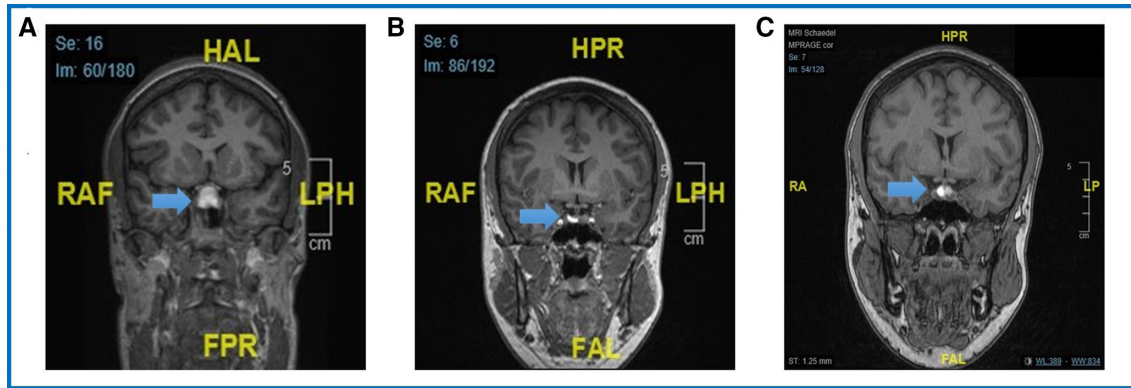 A
Se: 16
Im: 60/180
HAL
RAF
5
LPH
cm
FPR
B
Se: 6
Im: 86/192
HPR
RAF
5
LPH
cm
FAL
C
MRI Schaedel
MPRAGE cor
Se: 7
Im: 54/128
HPR
RA
5
LP
cm
ST: 1.25 mm
FAL
WL:389 - WW:834